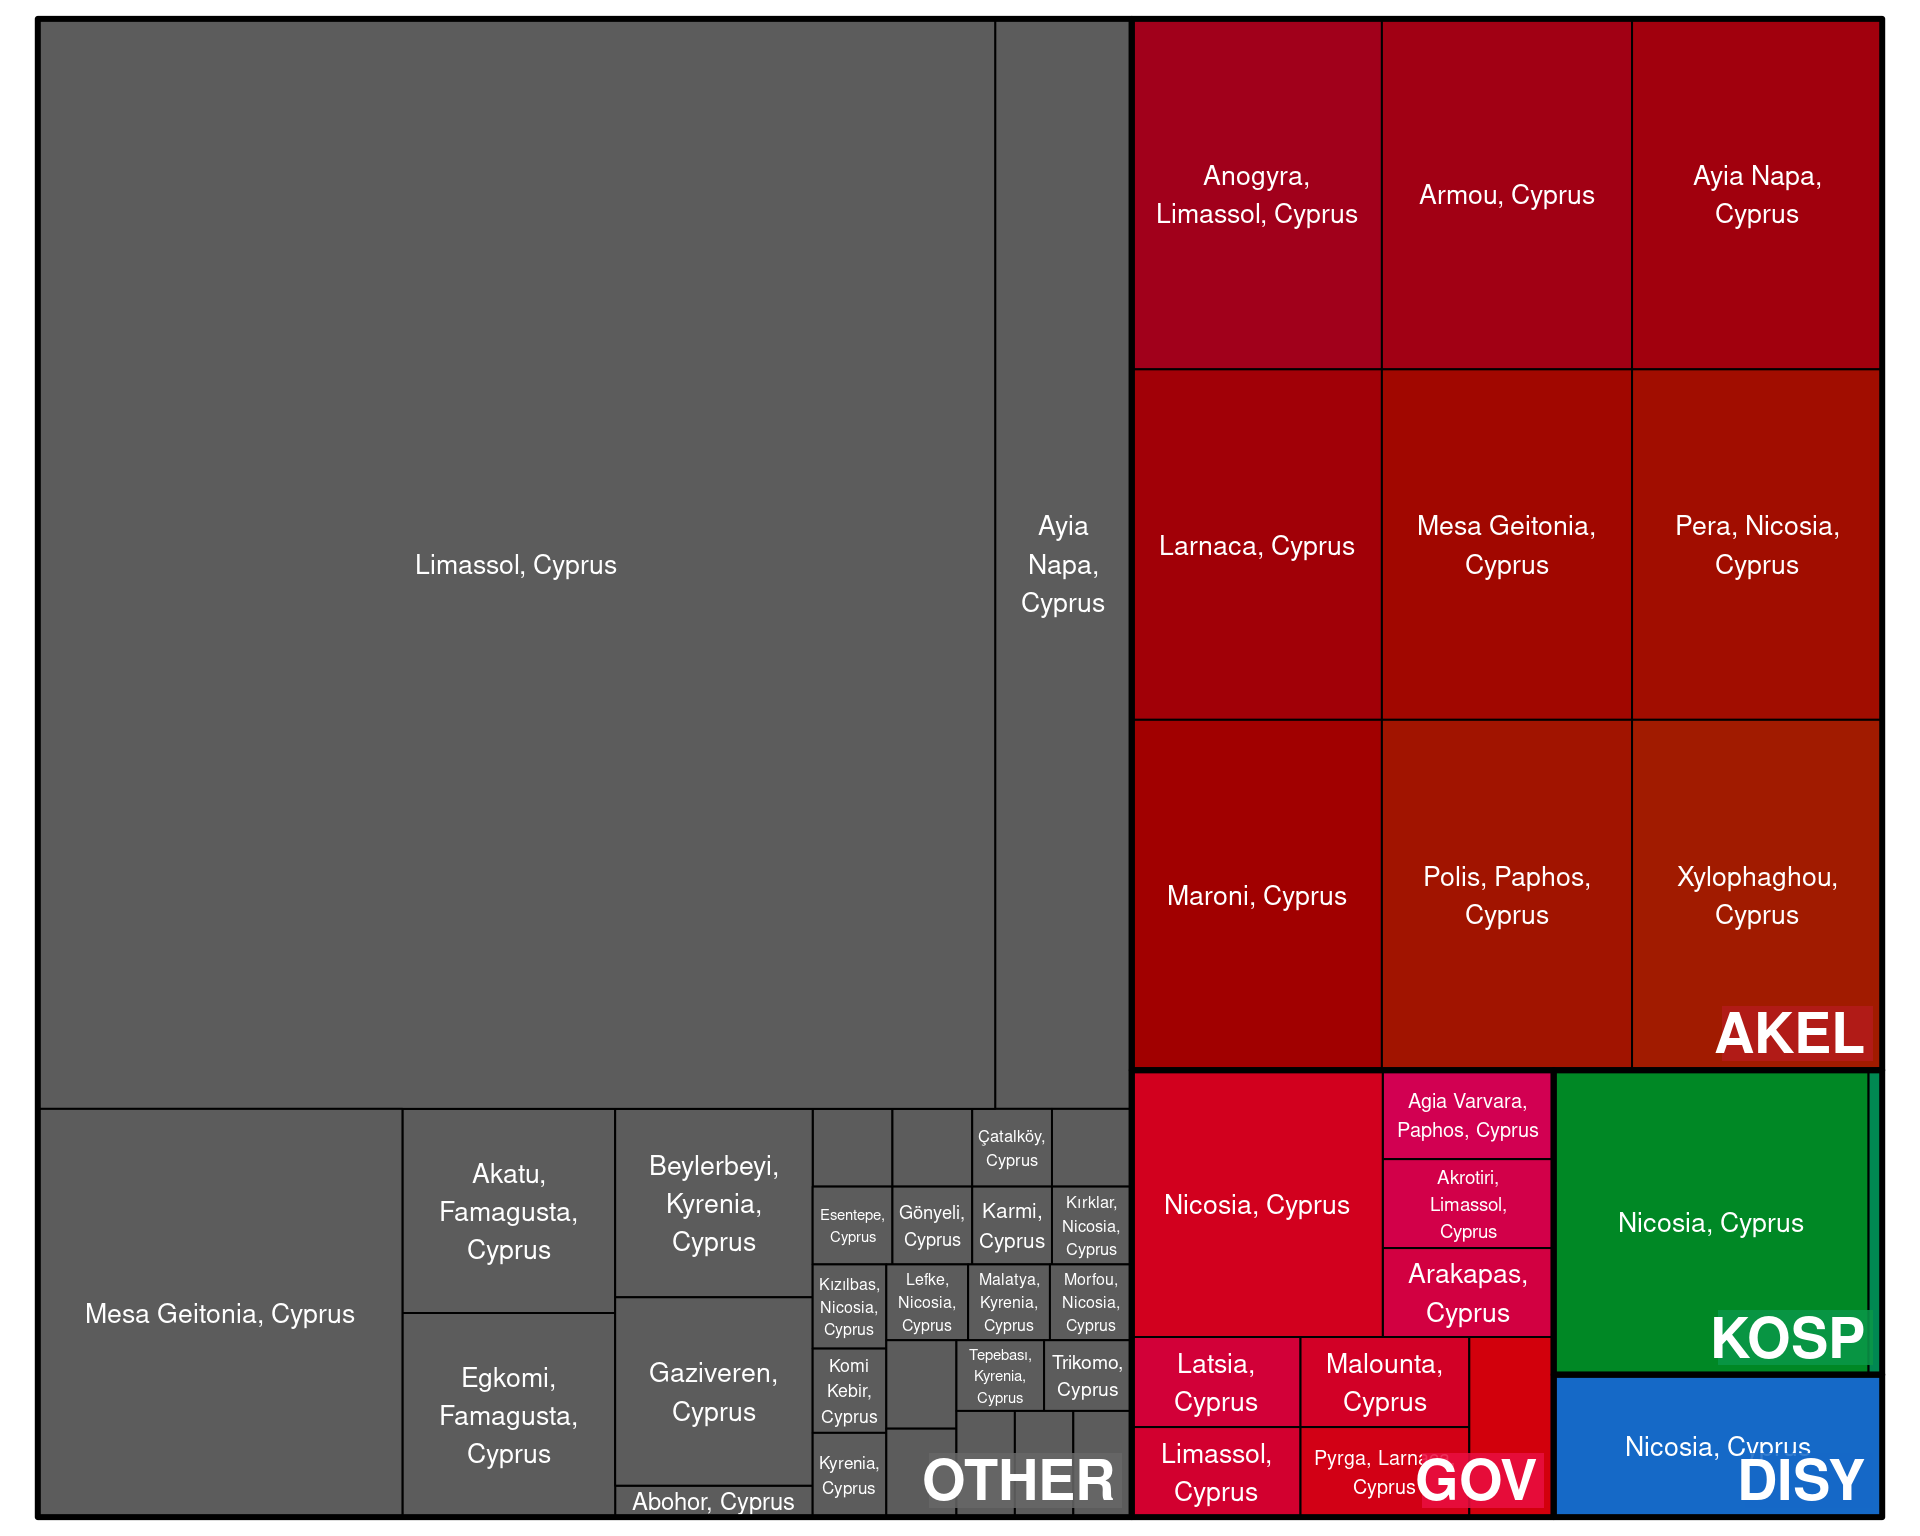 Limassol, Cyprus
Ayia
Napa,
Cyprus
Mesa Geitonia, Cyprus
Akatu,
Famagusta,
Cyprus
Egkomi,
Famagusta,
Cyprus
Beylerbeyi,
Kyrenia,
Cyprus
Gaziveren,
Cyprus
Abohor, Cyprus
Çatalköy,
Cyprus
Esentepe,
Cyprus
Gönyeli,
Cyprus
Karmi,
Cyprus
Kırklar,
Nicosia,
Cyprus
Kızılbas,
Nicosia,
Cyprus
Lefke,
Nicosia,
Cyprus
Malatya,
Kyrenia,
Cyprus
Morfou,
Nicosia,
Cyprus
Komi
Kebir,
Cyprus
Tepebası,
Kyrenia,
Cyprus
Trikomo,
Cyprus
Kyrenia,
Cyprus
OTHER
Anogyra,
Limassol, Cyprus
Armou, Cyprus
Ayia Napa,
Cyprus
Larnaca, Cyprus
Mesa Geitonia,
Cyprus
Pera, Nicosia,
Cyprus
Maroni, Cyprus
Polis, Paphos,
Cyprus
Xylophaghou,
Cyprus
AKEL
Nicosia, Cyprus
Agia Varvara,
Paphos, Cyprus
Akrotiri,
Limassol,
Cyprus
Arakapas,
Cyprus
Latsia,
Cyprus
Malounta,
Cyprus
Limassol,
Cyprus
Pyrga, Larnaca,
Cyprus
GOV
Nicosia, Cyprus
KOSP
Nicosia, Cyprus
DISY